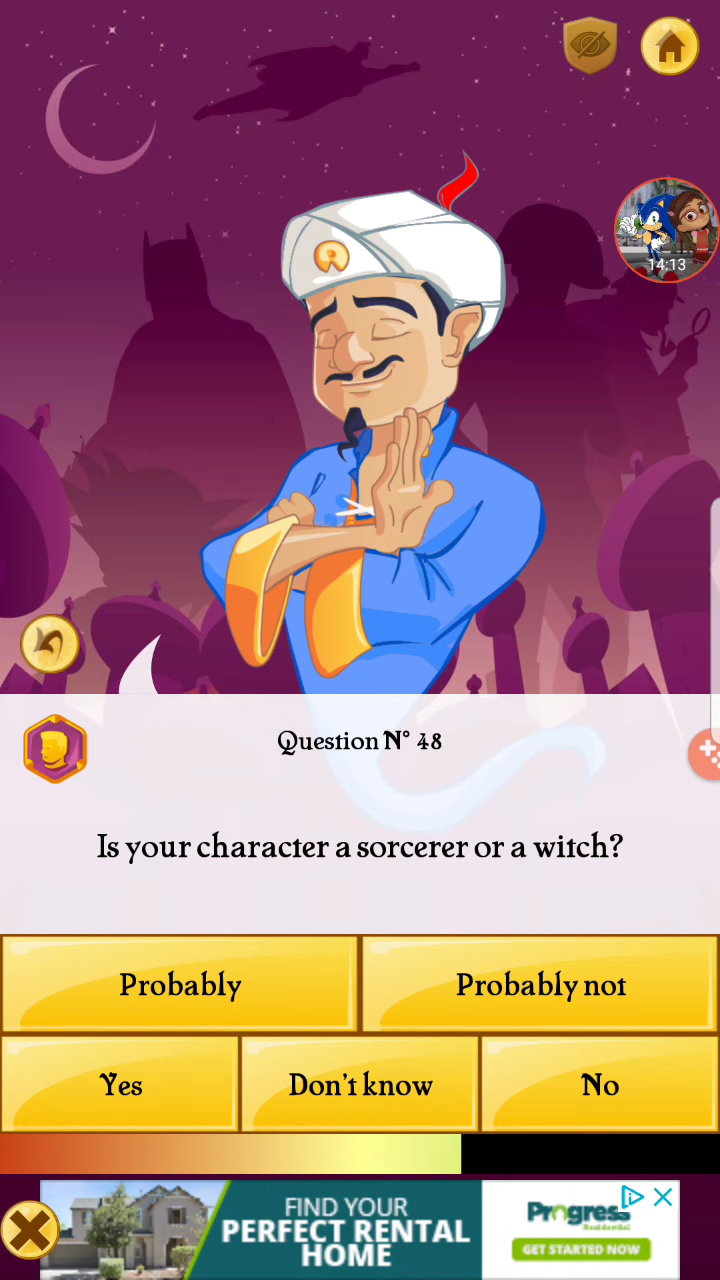 14:13
Question N° 48
Is your character a sorcerer or a witch?
Probably
Probably not
Yes
Don't know
No
FIND YOUR
PERFECT RENTAL
HOME
Progress
Residential
GET STARTED NOW